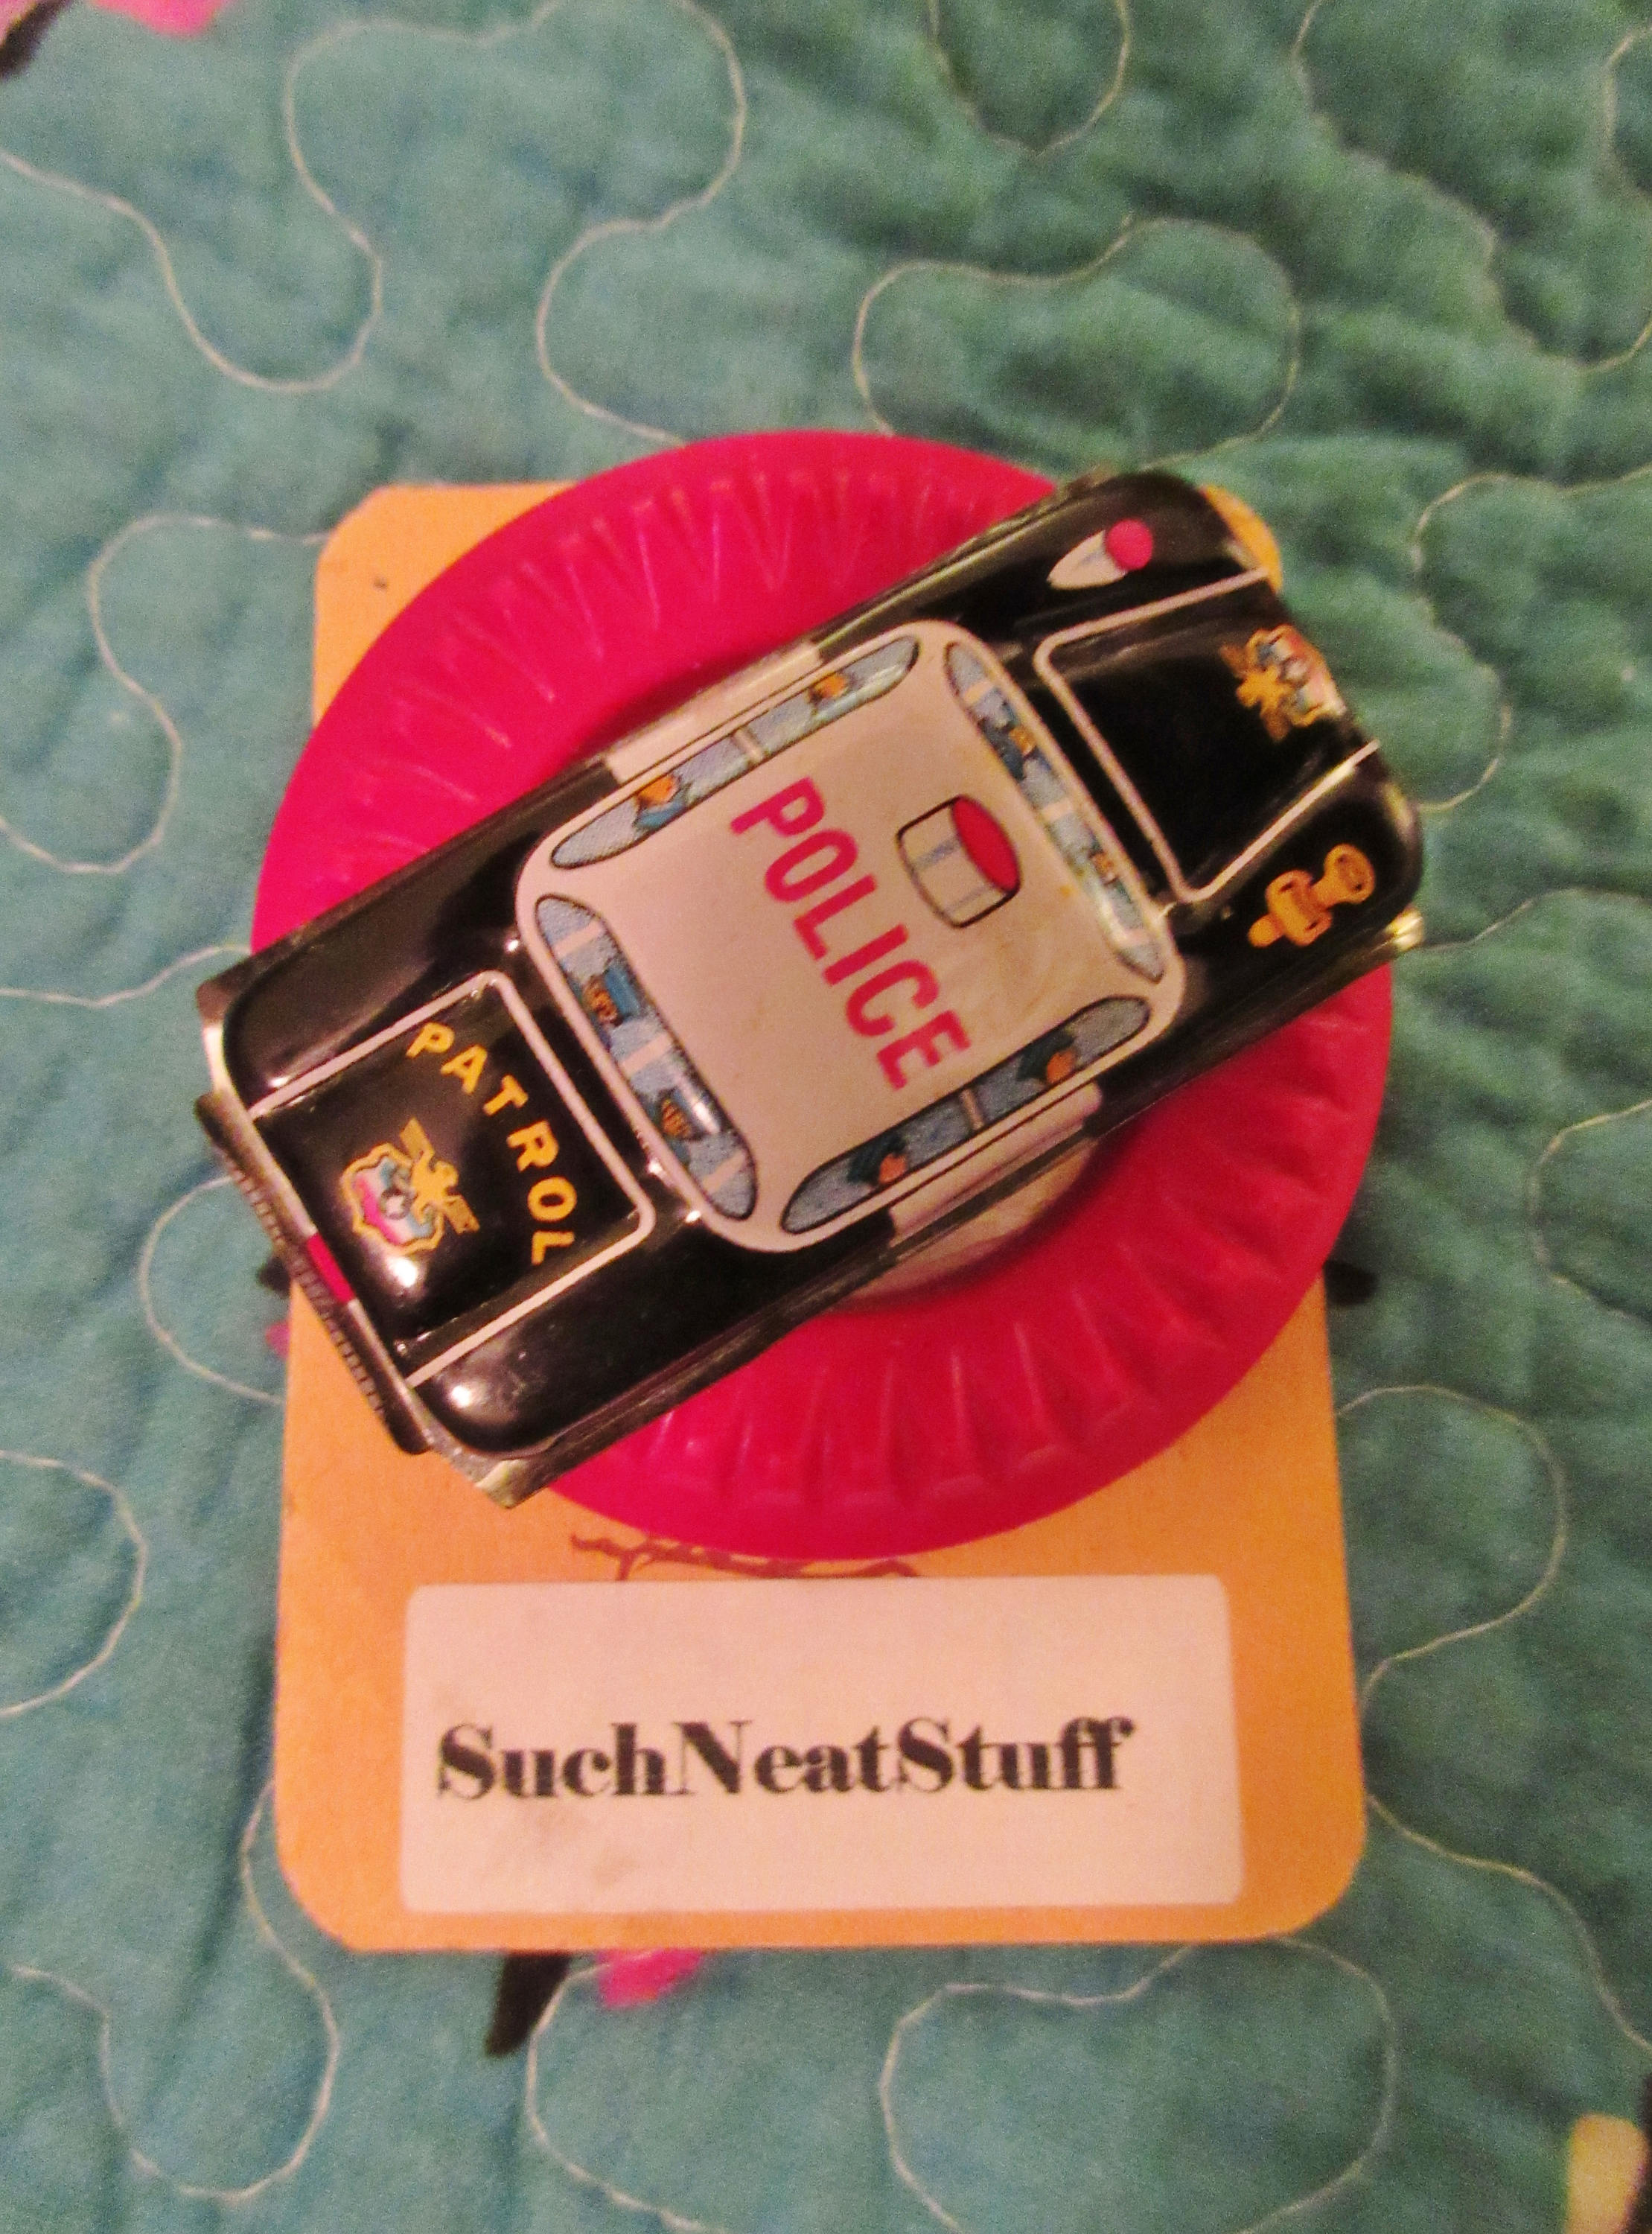 POLICE
PATROL
SuchNeatStuff